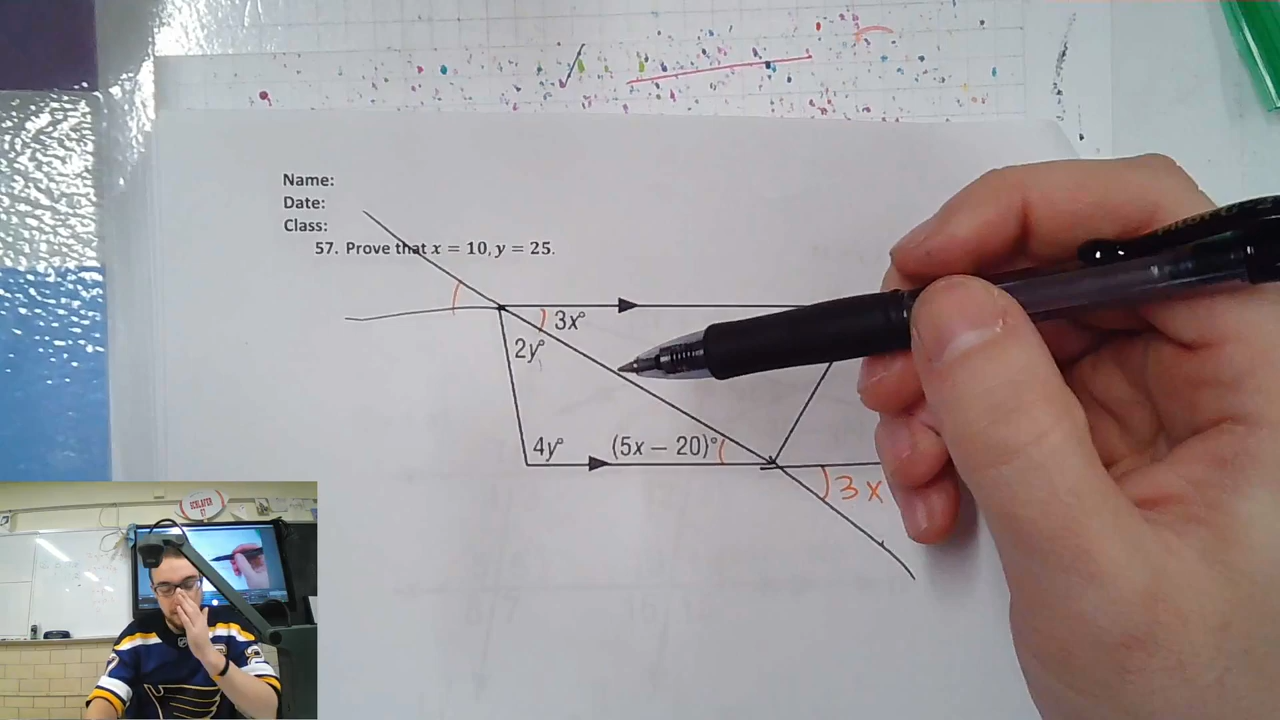 Name:
Date:
Class:
57. Prove that x = 10, y = 25.
3x°
2y°
4y° (5x − 20)°
3x